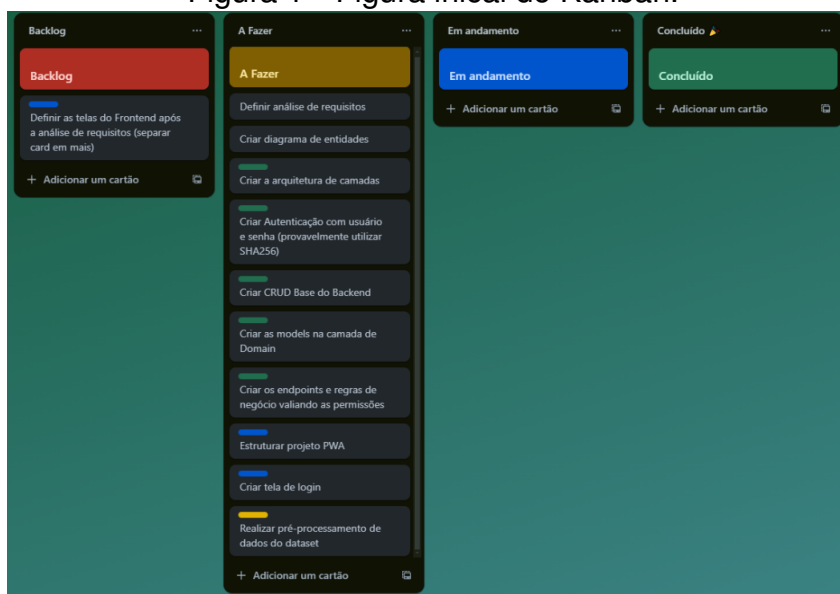 Figura 1 – Figura inicial do Kanban.
Backlog
Backlog
Definir as telas do Frontend após
a análise de requisitos (separar
card em mais)
+ Adicionar um cartão
A Fazer
A Fazer
Definir análise de requisitos
Criar diagrama de entidades
Criar a arquitetura de camadas
Criar Autenticação com usuário
e senha (provavelmente utilizar
SHA256)
Criar CRUD Base do Backend
Criar as models na camada de
Domain
Criar os endpoints e regras de
negócio valiando as permissões
Estruturar projeto PWA
Criar tela de login
Realizar pré-processamento de
dados do dataset
+ Adicionar um cartão
Em andamento
Em andamento
+ Adicionar um cartão
Concluído 🎉
Concluído
+ Adicionar um cartão